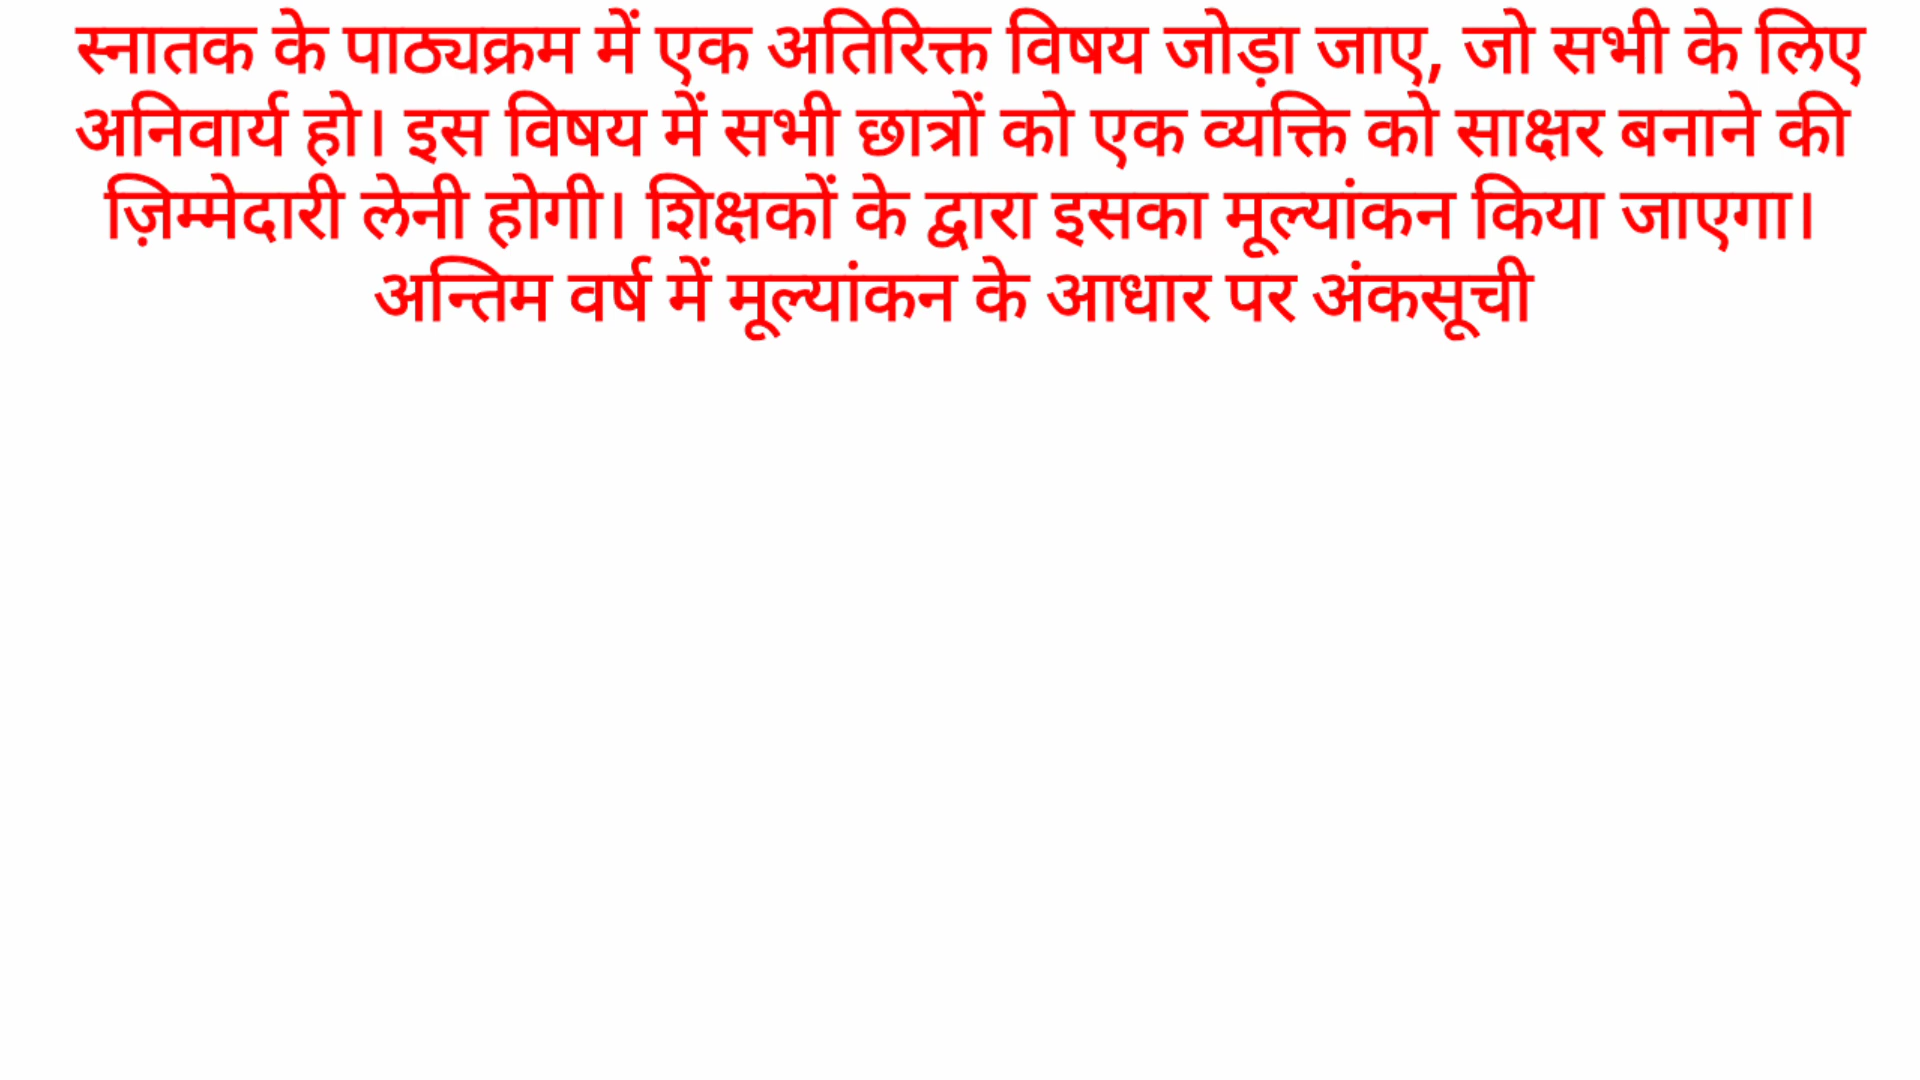 स्नातक के पाठ्यक्रम में एक अतिरिक्त विषय जोड़ा जाए, जो सभी के लिए
अनिवार्य हो। इस विषय में सभी छात्रों को एक व्यक्ति को साक्षर बनाने की
ज़िम्मेदारी लेनी होगी। शिक्षकों के द्वारा इसका मूल्यांकन किया जाएगा।
अन्तिम वर्ष में मूल्यांकन के आधार पर अंकसूची